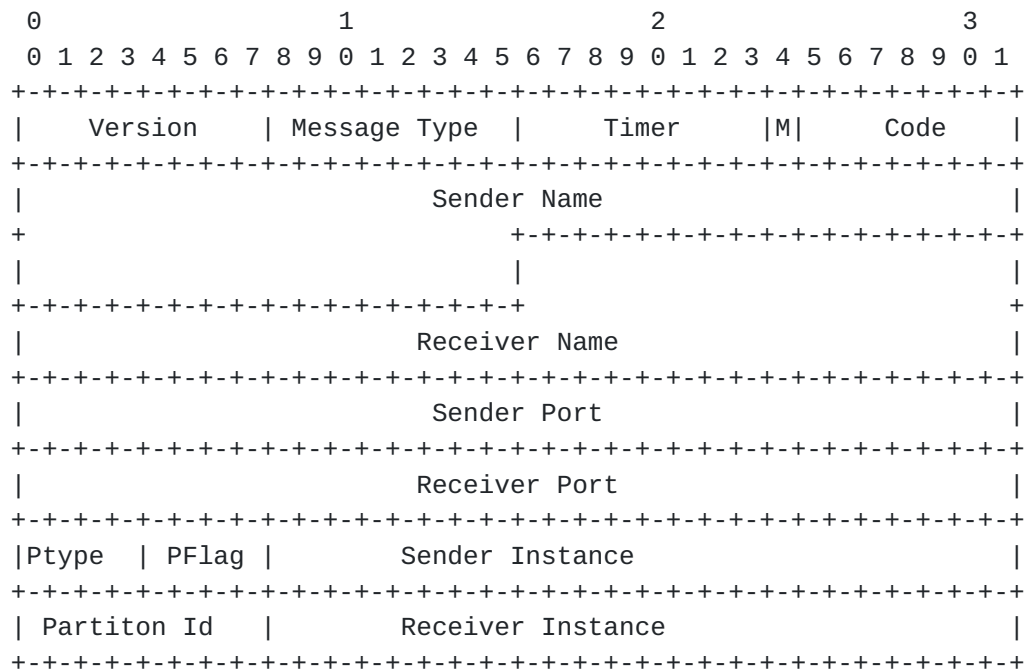 0                   1                   2                   3
 0 1 2 3 4 5 6 7 8 9 0 1 2 3 4 5 6 7 8 9 0 1 2 3 4 5 6 7 8 9 0 1
+-+-+-+-+-+-+-+-+-+-+-+-+-+-+-+-+-+-+-+-+-+-+-+-+-+-+-+-+-+-+-+-+
|    Version    | Message Type  |     Timer     |M|     Code    |
+-+-+-+-+-+-+-+-+-+-+-+-+-+-+-+-+-+-+-+-+-+-+-+-+-+-+-+-+-+-+-+-+
|                          Sender Name                          |
+                               +-+-+-+-+-+-+-+-+-+-+-+-+-+-+-+-+
|                               |                               |
+-+-+-+-+-+-+-+-+-+-+-+-+-+-+-+-+                               +
|                         Receiver Name                         |
+-+-+-+-+-+-+-+-+-+-+-+-+-+-+-+-+-+-+-+-+-+-+-+-+-+-+-+-+-+-+-+-+
|                          Sender Port                          |
+-+-+-+-+-+-+-+-+-+-+-+-+-+-+-+-+-+-+-+-+-+-+-+-+-+-+-+-+-+-+-+-+
|                         Receiver Port                         |
+-+-+-+-+-+-+-+-+-+-+-+-+-+-+-+-+-+-+-+-+-+-+-+-+-+-+-+-+-+-+-+-+
|Ptype  | PFlag |        Sender Instance                        |
+-+-+-+-+-+-+-+-+-+-+-+-+-+-+-+-+-+-+-+-+-+-+-+-+-+-+-+-+-+-+-+-+
| Partiton Id   |        Receiver Instance                      |
+-+-+-+-+-+-+-+-+-+-+-+-+-+-+-+-+-+-+-+-+-+-+-+-+-+-+-+-+-+-+-+-+